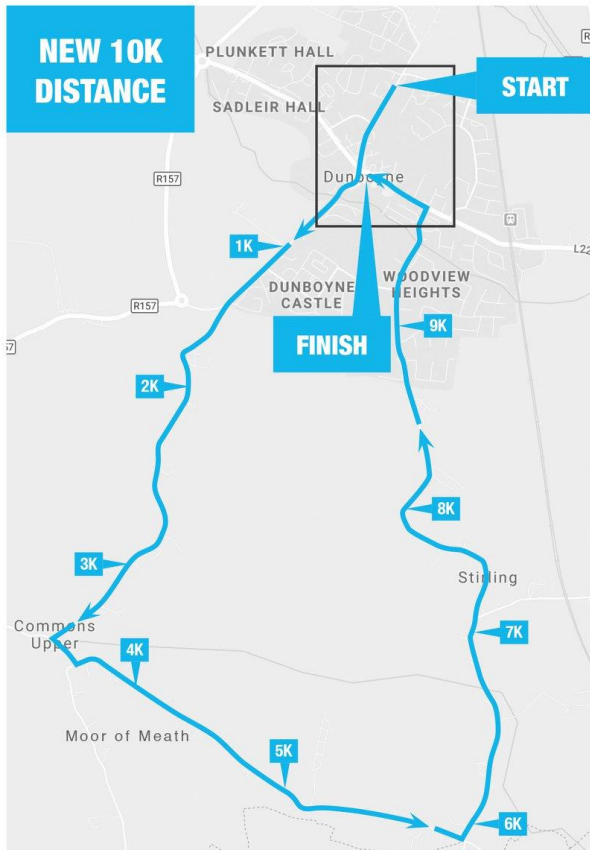 NEW 10K
DISTANCE
PLUNKETT HALL
START
SADLEIR HALL
R157
Dunboyne
1K
L22
DUNBOYNE
CASTLE
WOODVIEW
HEIGHTS
R157
FINISH
9K
57
2K
8K
3K
Stirling
Commons
Upper
7K
4K
Moor of Meath
5K
6K